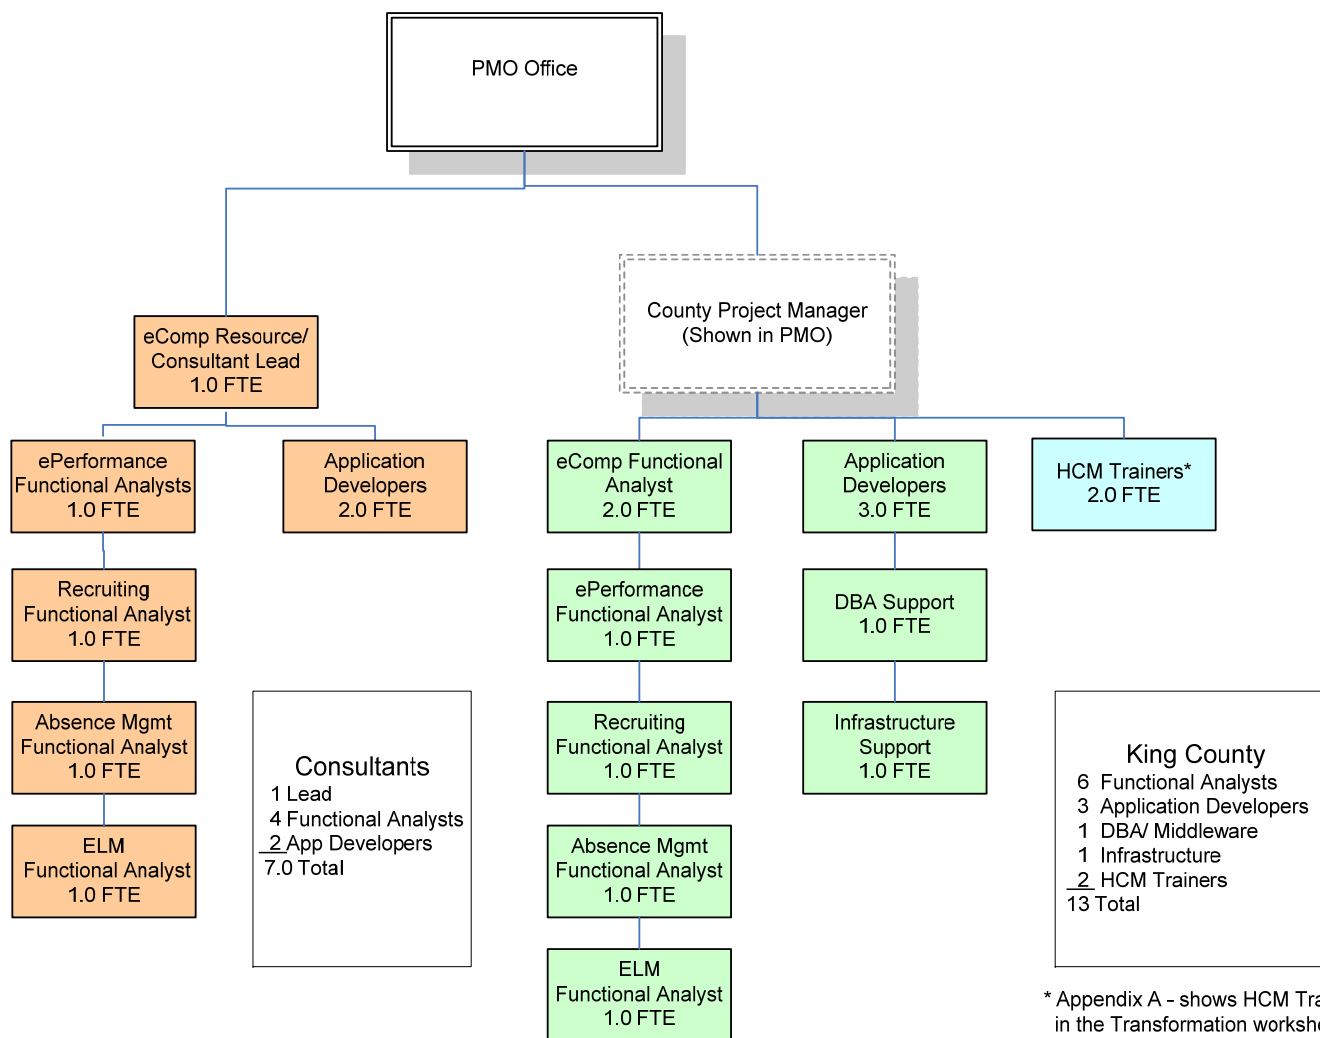 PMO Office
County Project Manager
(Shown in PMO)
eComp Resource/
Consultant Lead
1.0 FTE
ePerformance
Functional Analysts
1.0 FTE
Application
Developers
2.0 FTE
eComp Functional
Analyst
2.0 FTE
Application
Developers
3.0 FTE
HCM Trainers*
2.0 FTE
Recruiting
Functional Analyst
1.0 FTE
ePerformance
Functional Analyst
1.0 FTE
DBA Support
1.0 FTE
Absence Mgmt
Functional Analyst
1.0 FTE
Consultants
1 Lead
4 Functional Analysts
2 App Developers
7.0 Total
Recruiting
Functional Analyst
1.0 FTE
Infrastructure
Support
1.0 FTE
King County
6 Functional Analysts
3 Application Developers
1 DBA/ Middleware
1 Infrastructure
2 HCM Trainers
13 Total
ELM
Functional Analyst
1.0 FTE
Absence Mgmt
Functional Analyst
1.0 FTE
ELM
Functional Analyst
1.0 FTE
* Appendix A - shows HCM Tra
in the Transformation workshe